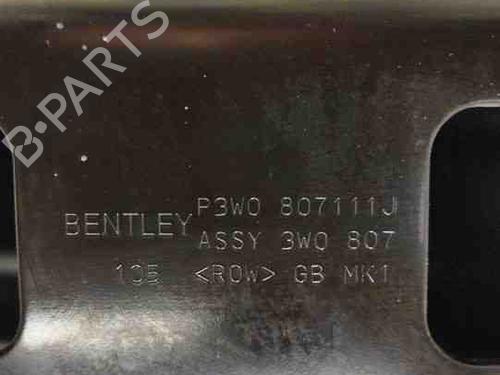 B-PARTS
P3W0 807111J
BENTLEY
ASSY 3W0 807
105 <ROW> GB MK1